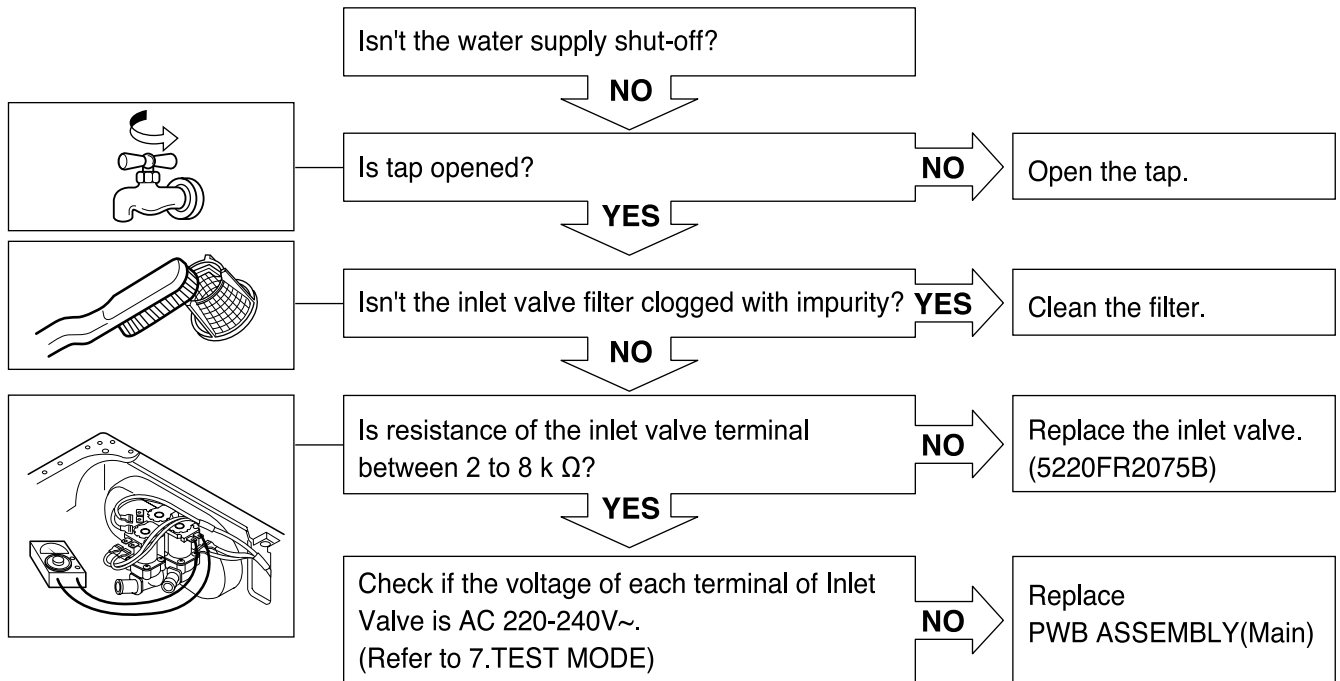 Isn't the water supply shut-off?
NO
Is tap opened?
NO
Open the tap.
YES
Isn't the inlet valve filter clogged with impurity?
YES
Clean the filter.
NO
Is resistance of the inlet valve terminal
between 2 to 8 k Ω?
NO
Replace the inlet valve.
(5220FR2075B)
YES
Check if the voltage of each terminal of Inlet
Valve is AC 220-240V~.
(Refer to 7.TEST MODE)
NO
Replace
PWB ASSEMBLY(Main)